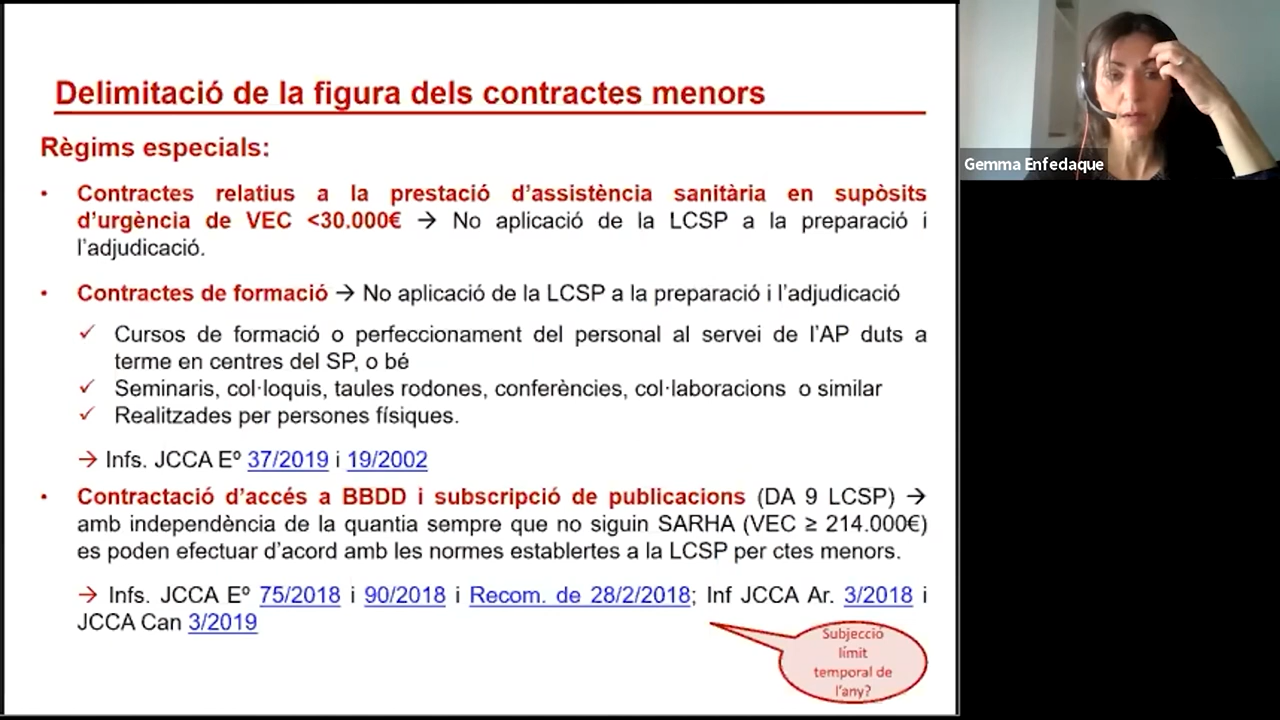 Delimitació de la figura dels contractes menors
Règims especials:
• Contractes relatius a la prestació d'assistència sanitària en supòsits
d'urgència de VEC <30.000€ → No aplicació de la LCSP a la preparació i
l'adjudicació.
• Contractes de formació → No aplicació de la LCSP a la preparació i l'adjudicació
✓ Cursos de formació o perfeccionament del personal al servei de l'AP duts a
terme en centres del SP, o bé
✓ Seminaris, col·loquis, taules rodones, conferències, col·laboracions o similar
✓ Realitzades per persones físiques.
→ Infs. JCCA Eº 37/2019 i 19/2002
• Contractació d'accés a BBDD i subscripció de publicacions (DA 9 LCSP) →
amb independència de la quantia sempre que no siguin SARHA (VEC ≥ 214.000€)
es poden efectuar d'acord amb les normes establertes a la LCSP per ctes menors.
→ Infs. JCCA Eº 75/2018 i 90/2018 i Recom. de 28/2/2018; Inf JCCA Ar. 3/2018 i
JCCA Can 3/2019
Subjecció
límit
temporal de
l'any?
Gemma Enfedaque